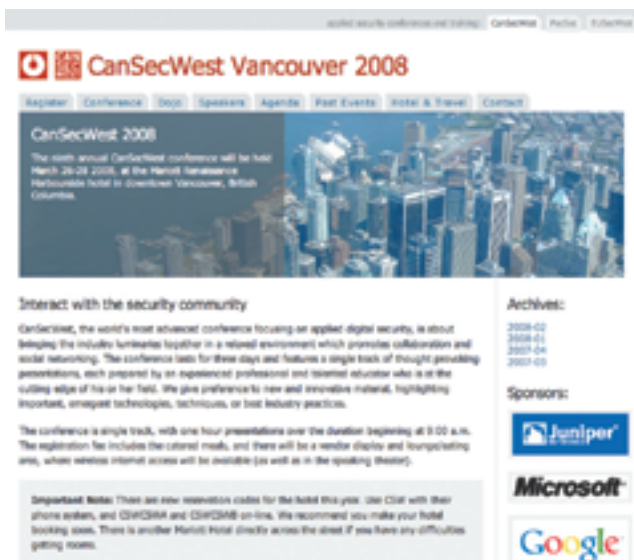 applied security conferences and training: CanSecWest PacSec EUSecWest
CanSecWest Vancouver 2008
Register Conference Dojo Speakers Agenda Past Events Hotel & Travel Contact
CanSecWest 2008
The ninth annual CanSecWest conference will be held
March 26-28 2008, at the Mariott Renaissance
Harbourside hotel in downtown Vancouver, British
Columbia.
Interact with the security community
CanSecWest, the world's most advanced conference focusing on applied digital security, is about
bringing the industry luminaries together in a relaxed environment which promotes collaboration and
social networking. The conference lasts for three days and features a single track of thought provoking
presentations, each prepared by an experienced professional and talented educator who is at the
cutting edge of his or her field. We give preference to new and innovative material, highlighting
important, emergent technologies, techniques, or best industry practices.
The conference is single track, with one hour presentations over the duration beginning at 9:00 a.m.
The registration fee includes the catered meals, and there will be a vendor display and lounge/eating
area, where wireless internet access will be available (as well as in the speaking theater).
Important Note: There are new reservation codes for the hotel this year. Use CSW with their
phone system, and CSWCSWA and CSWCSWB on-line. We recommend you make your hotel
booking soon. There is another Mariott Hotel directly across the street if you have any difficulties
getting rooms.
Archives:
2008-02
2008-01
2007-04
2007-03
Sponsors:
Juniper
Microsoft
Google